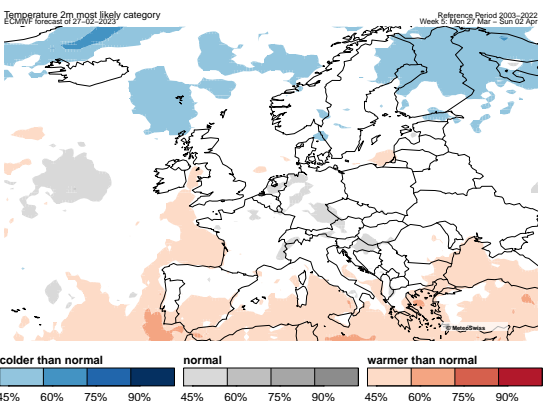 Temperature 2m most likely category
ECMWF forecast of 27-02-2023
Reference Period 2003-2022
Week 5: Mon 27 Mar - Sun 02 Apr
© MeteoSwiss
colder than normal
normal
warmer than normal
45% 60% 75% 90%
45% 60% 75% 90%
45% 60% 75% 90%